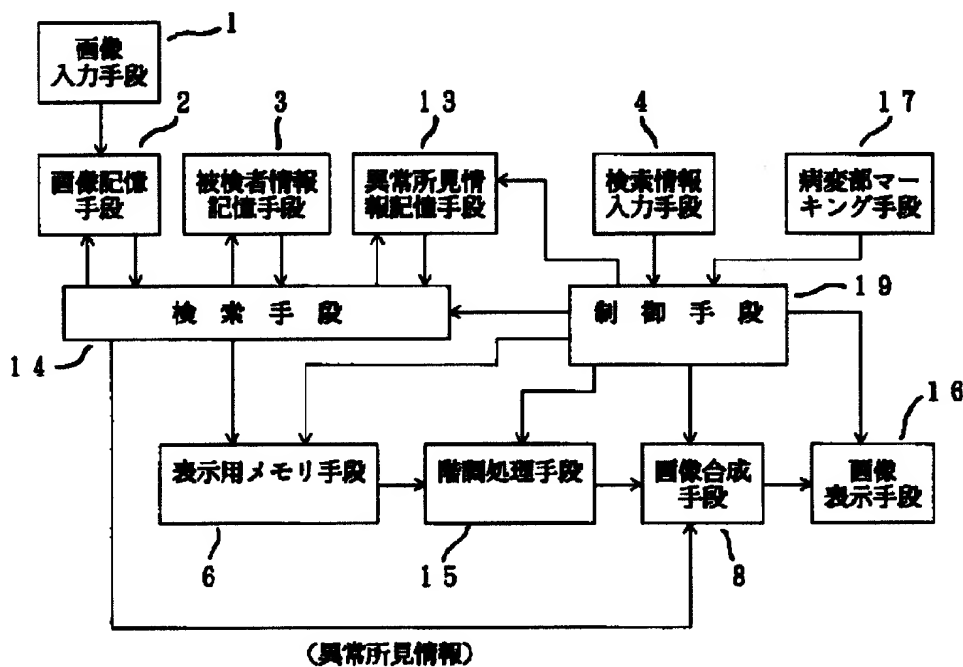 1
画像
入力手段
2
3
13
4
17
画像記憶
手段
被検者情報
記憶手段
異常所見情
報記憶手段
検索情報
入力手段
病変部マー
キング手段
検索手段
制御手段
19
14
16
表示用メモリ手段
階調処理手段
画像合成
手段
画像
表示手段
6
15
8
(異常所見情報)